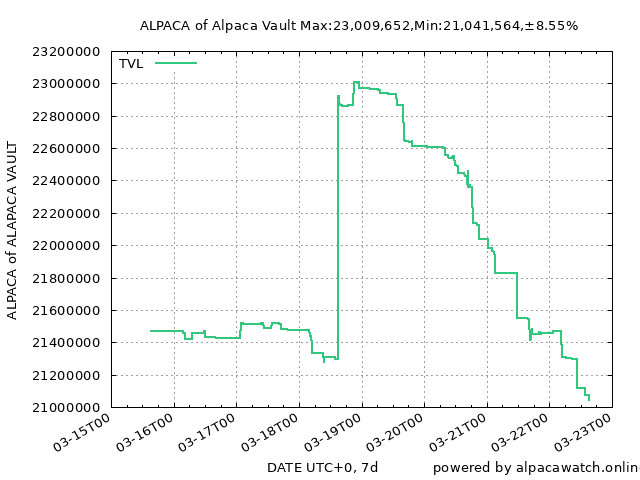 ALPACA of Alpaca Vault Max:23,009,652,Min:21,041,564,±8.55%
TVL
ALPACA of ALAPACA VAULT
23200000
23000000
22800000
22600000
22400000
22200000
22000000
21800000
21600000
21400000
21200000
21000000
03-15T00
03-16T00
03-17T00
03-18T00
03-19T00
03-20T00
03-21T00
03-22T00
03-23T00
DATE UTC+0, 7d
powered by alpacawatch.onlin